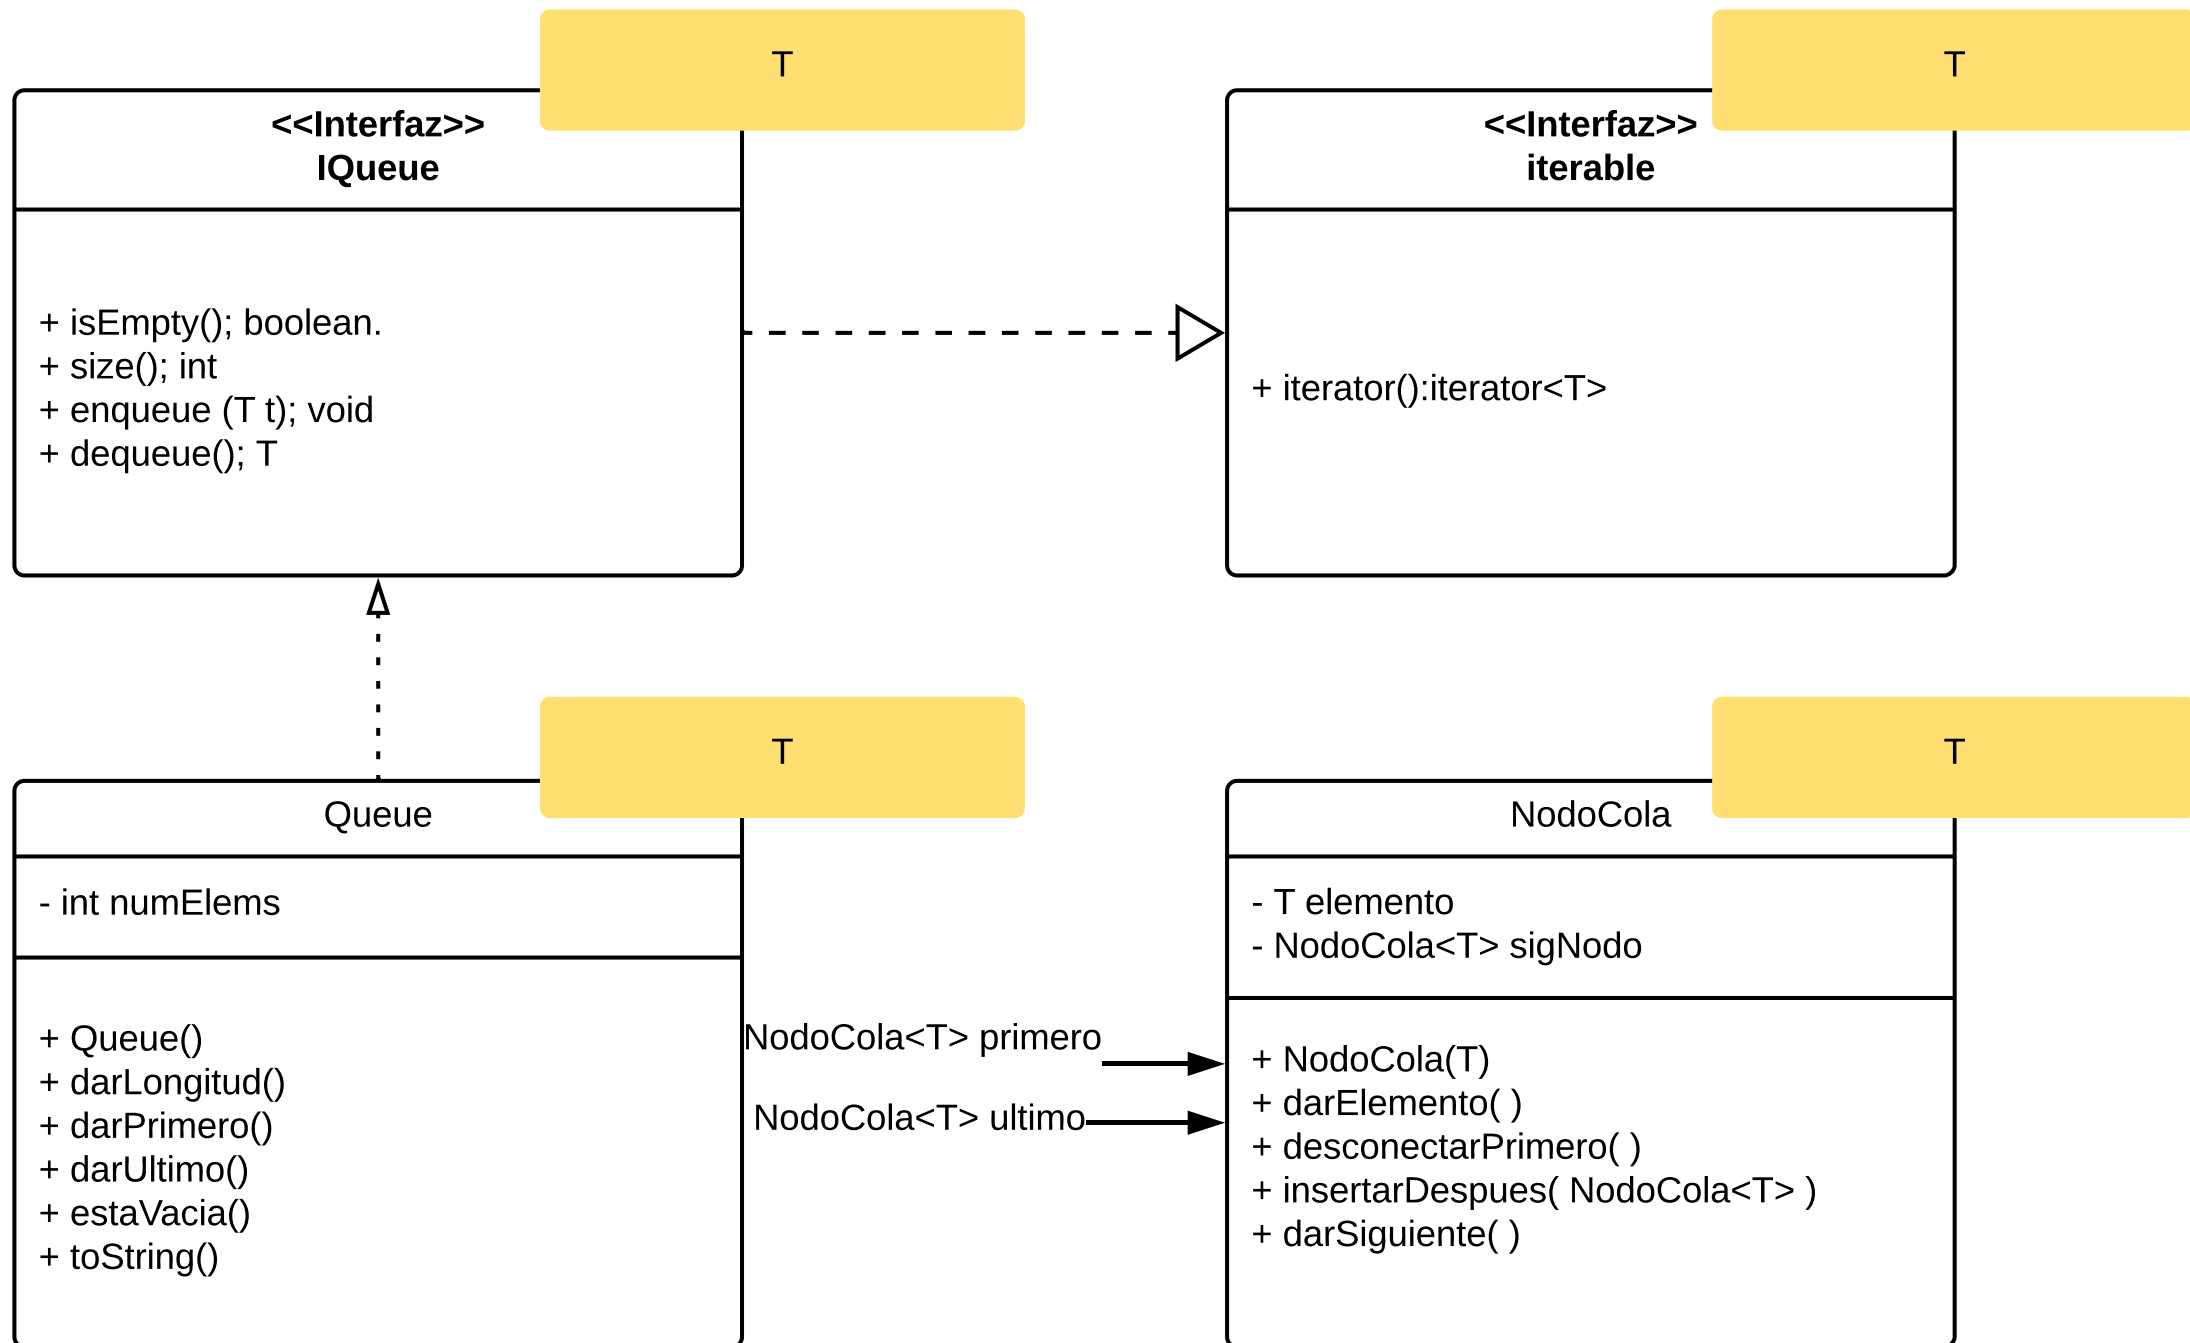 T
<<Interfaz>>
IQueue
+ isEmpty(); boolean.
+ size(); int
+ enqueue (T t); void
+ dequeue(); T
T
<<Interfaz>>
iterable
+ iterator():iterator<T>
T
Queue
- int numElems
+ Queue()
+ darLongitud()
+ darPrimero()
+ darUltimo()
+ estaVacia()
+ toString()
NodoCola<T> primero
NodoCola<T> ultimo
T
NodoCola
- T elemento
- NodoCola<T> sigNodo
+ NodoCola(T)
+ darElemento( )
+ desconectarPrimero( )
+ insertarDespues( NodoCola<T> )
+ darSiguiente( )